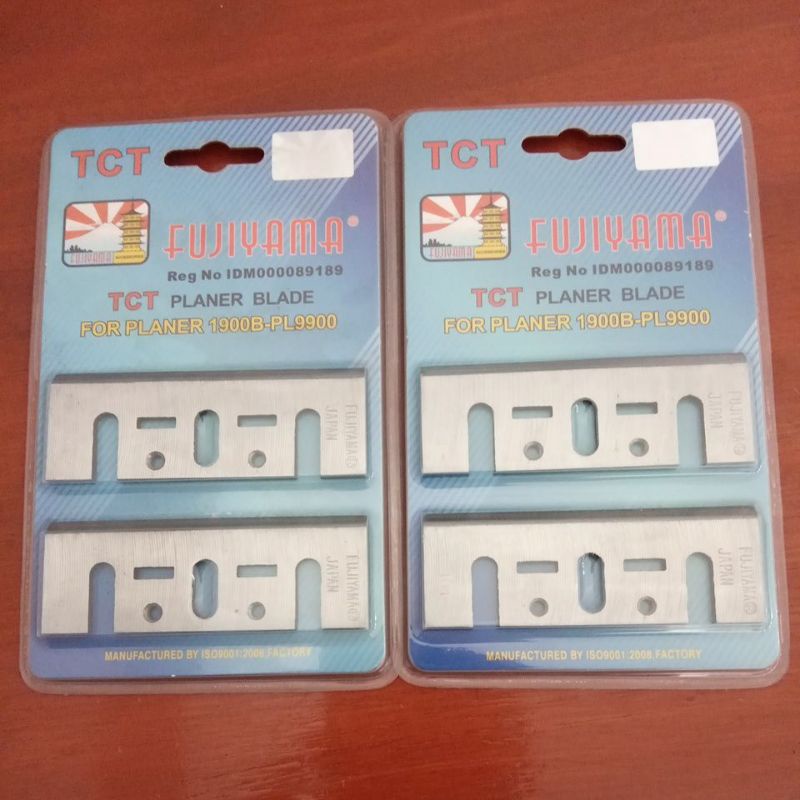 TCT
FUJIYAMA
FUJIYAMA®
Reg No IDM000089189
TCT PLANER BLADE
FOR PLANER 1900B-PL9900
FUJIYAMA
JAPAN
FUJIYAMA
JAPAN
MANUFACTURED BY ISO9001:2008,FACTORY
TCT
FUJIYAMA
FUJIYAMA®
Reg No IDM000089189
TCT PLANER BLADE
FOR PLANER 1900B-PL9900
FUJIYAMA
JAPAN
FUJIYAMA
JAPAN
MANUFACTURED BY ISO9001:2008,FACTORY